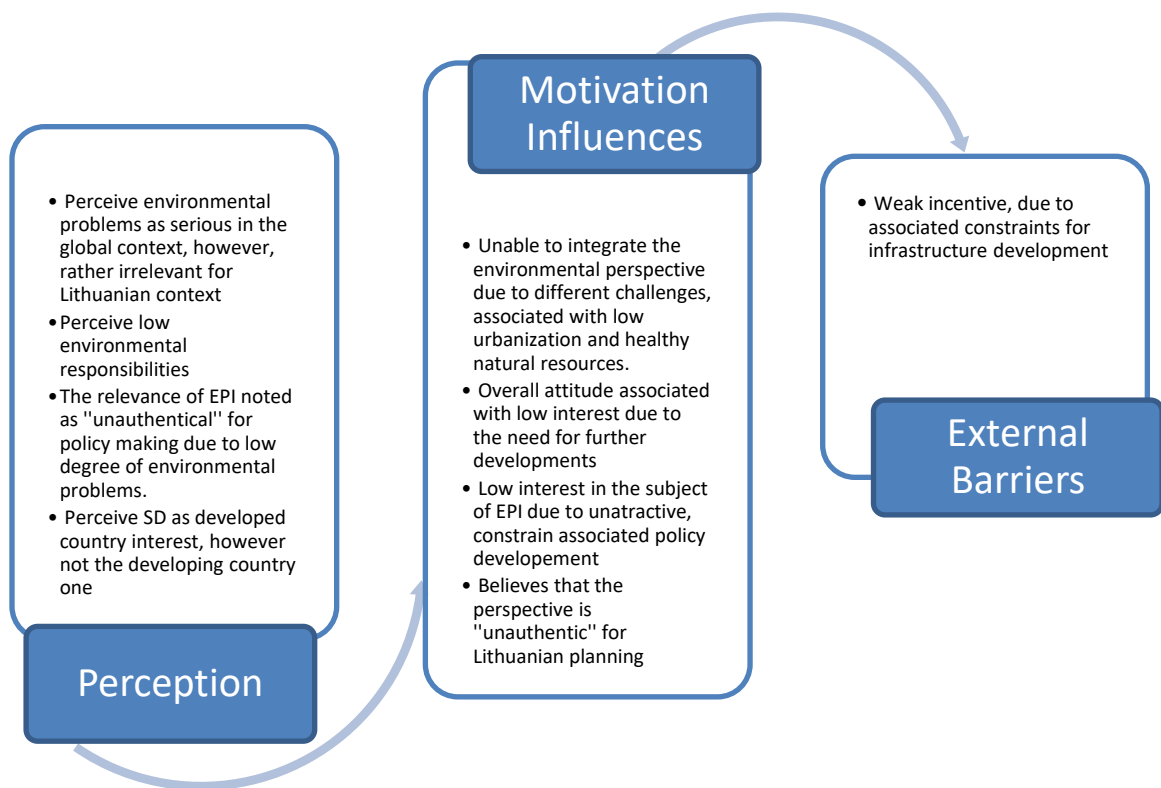 • Perceive environmental
problems as serious in the
global context, however,
rather irrelevant for
Lithuanian context
•Perceive low
environmental
responsibilities
•The relevance of EPI noted
as ''unauthentical'' for
policy making due to low
degree of environmental
problems.
• Perceive SD as developed
country interest, however
not the developing country
one
Perception
Motivation
Influences
• Unable to integrate the
environmental perspective
due to different challenges,
associated with low
urbanization and healthy
natural resources.
• Overall attitude associated
with low interest due to
the need for further
developments
• Low interest in the subject
of EPI due to unatractive,
constrain associated policy
developement
• Believes that the
perspective is
''unauthentic'' for
Lithuanian planning
• Weak incentive, due to
associated constraints for
infrastructure development
External
Barriers